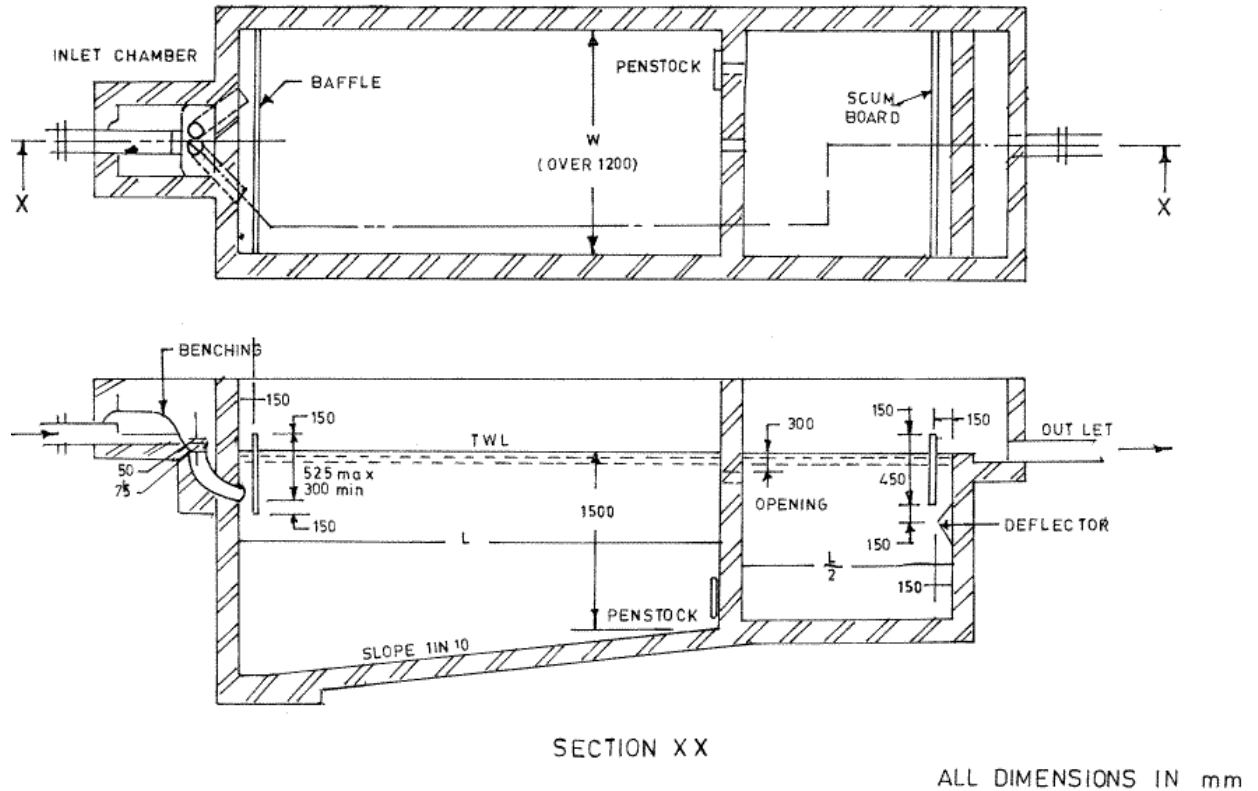 INLET CHAMBER
BAFFLE
PENSTOCK
SCUM
BOARD
W
(OVER 1200)
X
X
BENCHING
150
150
TWL
300
150
150
OUT LET
50
75
525 max
300 min
450
1500
OPENING
150
DEFLECTOR
L
150
L
2
150
PENSTOCK
SLOPE 1 IN 10
SECTION XX
ALL DIMENSIONS IN mm